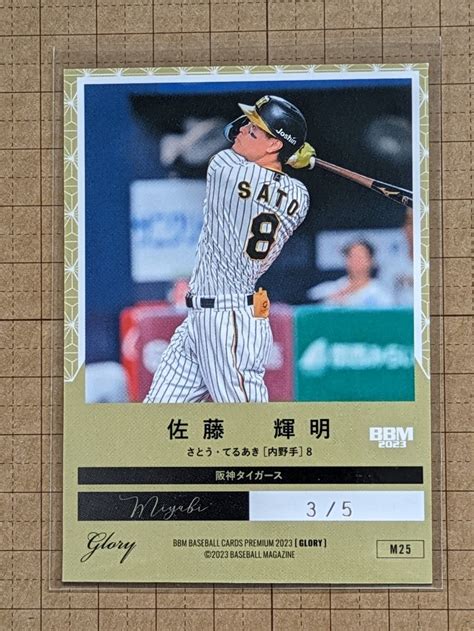 Joshin
SATO
8
佐藤 輝明
さとう・てるあき [内野手] 8
BBM
2023
阪神タイガース
Miyabi
3/5
Glory
BBM BASEBALL CARDS PREMIUM 2023 [ GLORY ]
©2023 BASEBALL MAGAZINE
M25